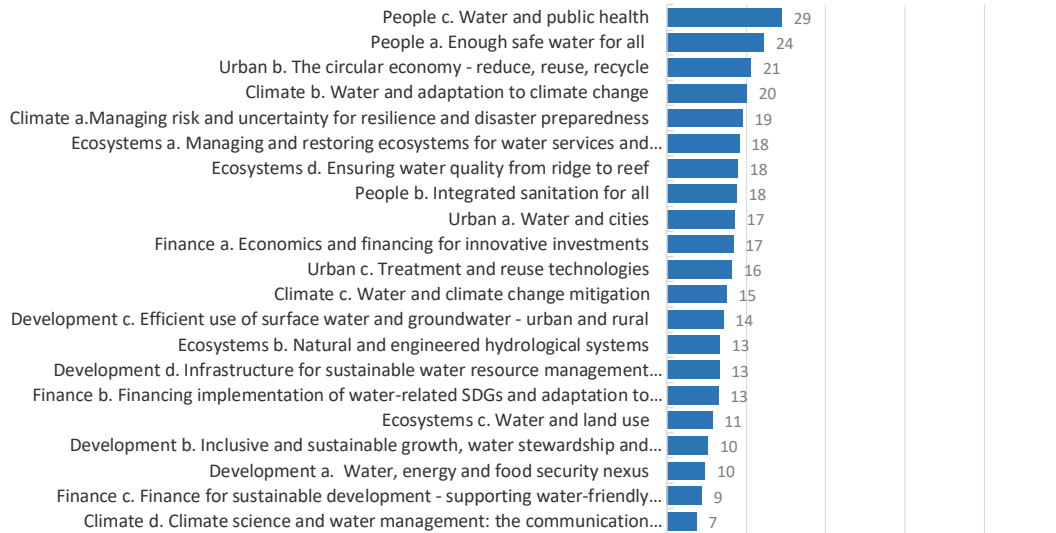 People c. Water and public health 29
People a. Enough safe water for all 24
Urban b. The circular economy - reduce, reuse, recycle 21
Climate b. Water and adaptation to climate change 20
Climate a.Managing risk and uncertainty for resilience and disaster preparedness 19
Ecosystems a. Managing and restoring ecosystems for water services and... 18
Ecosystems d. Ensuring water quality from ridge to reef 18
People b. Integrated sanitation for all 18
Urban a. Water and cities 17
Finance a. Economics and financing for innovative investments 17
Urban c. Treatment and reuse technologies 16
Climate c. Water and climate change mitigation 15
Development c. Efficient use of surface water and groundwater - urban and rural 14
Ecosystems b. Natural and engineered hydrological systems 13
Development d. Infrastructure for sustainable water resource management... 13
Finance b. Financing implementation of water-related SDGs and adaptation to... 13
Ecosystems c. Water and land use 11
Development b. Inclusive and sustainable growth, water stewardship and... 10
Development a.  Water, energy and food security nexus 10
Finance c. Finance for sustainable development - supporting water-friendly... 9
Climate d. Climate science and water management: the communication... 7